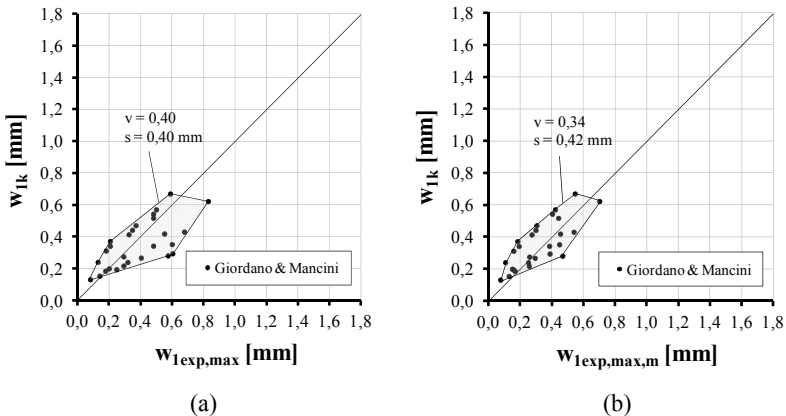 1,8
1,6
1,4
1,2
1,0
0,8
0,6
0,4
0,2
0,0
w1k [mm]
v = 0,40
s = 0,40 mm
Giordano & Mancini
0,0 0,2 0,4 0,6 0,8 1,0 1,2 1,4 1,6 1,8
w1exp,max [mm]
(a)
1,8
1,6
1,4
1,2
1,0
0,8
0,6
0,4
0,2
0,0
w1k [mm]
v = 0,34
s = 0,42 mm
Giordano & Mancini
0,0 0,2 0,4 0,6 0,8 1,0 1,2 1,4 1,6 1,8
w1exp,max,m [mm]
(b)